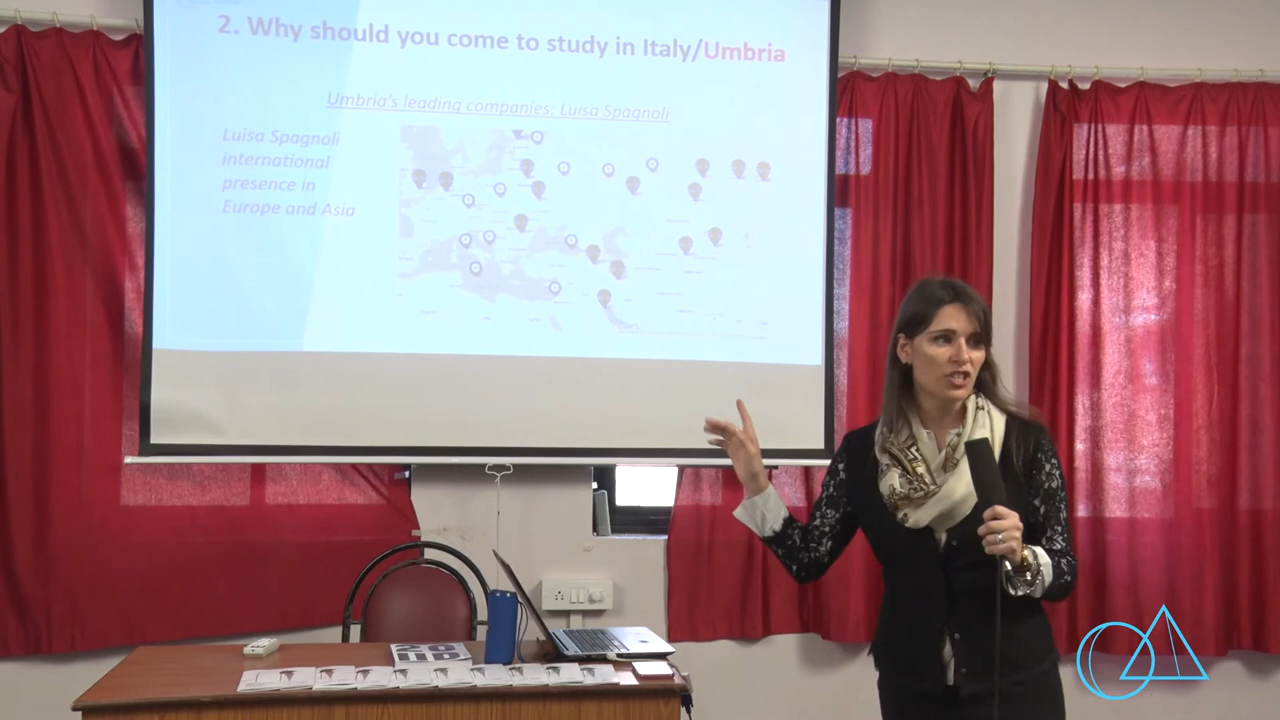 2. Why should you come to study in Italy/Umbria
Umbria's leading companies: Luisa Spagnoli
Luisa Spagnoli
international
presence in
Europe and Asia
20